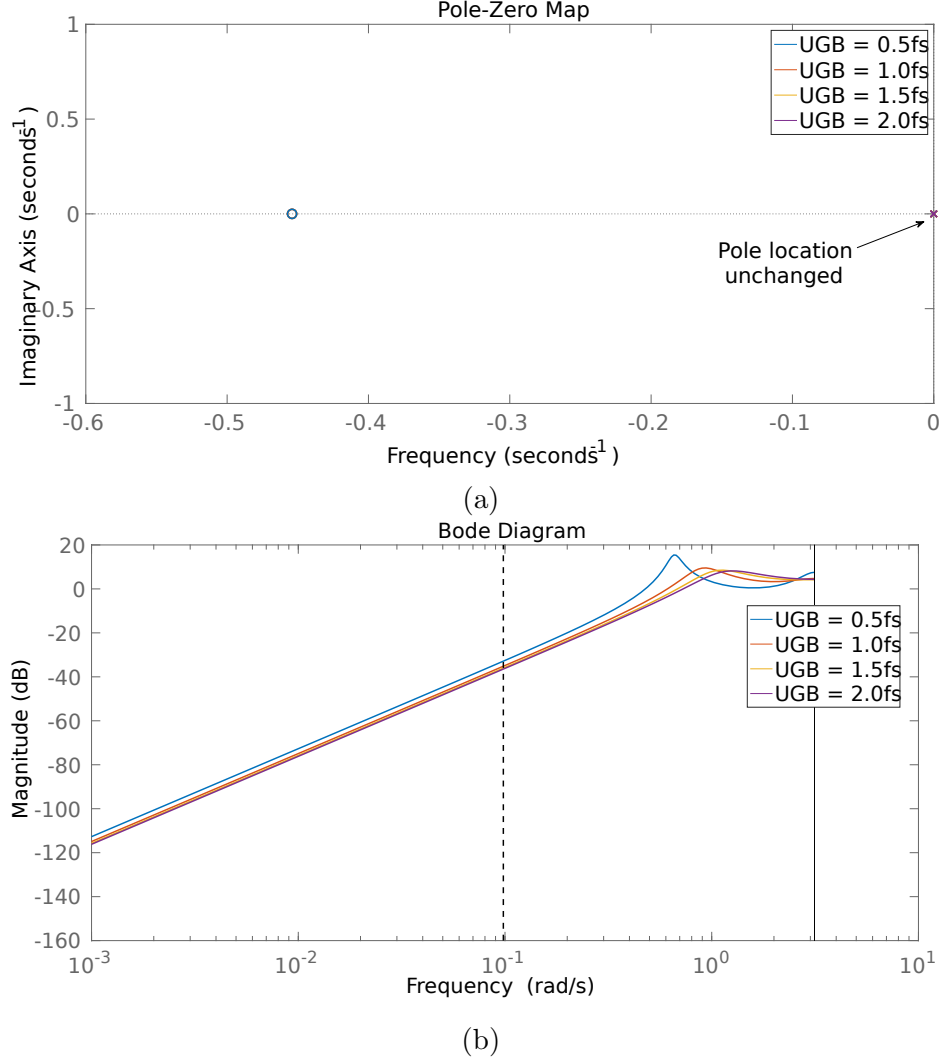 Pole-Zero Map
1
0.5
0
-0.5
-1
Imaginary Axis (seconds-1)
UGB = 0.5fs
UGB = 1.0fs
UGB = 1.5fs
UGB = 2.0fs
Pole location
unchanged
-0.6 -0.5 -0.4 -0.3 -0.2 -0.1 0
Frequency (seconds-1)
(a)
Bode Diagram
20
0
-20
-40
-60
-80
-100
-120
-140
-160
Magnitude (dB)
UGB = 0.5fs
UGB = 1.0fs
UGB = 1.5fs
UGB = 2.0fs
10-3 10-2 10-1 100 101
Frequency (rad/s)
(b)